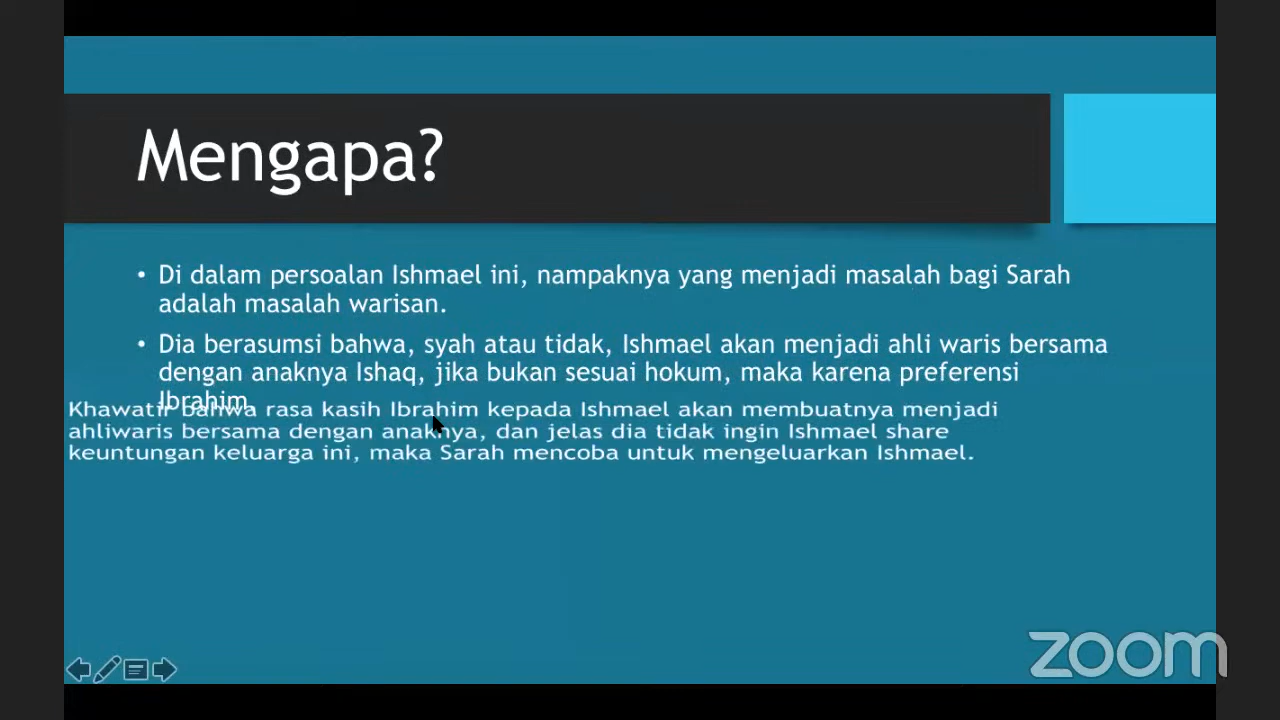 Mengapa?
• Di dalam persoalan Ishmael ini, nampaknya yang menjadi masalah bagi Sarah
adalah masalah warisan.
• Dia berasumsi bahwa, syah atau tidak, Ishmael akan menjadi ahli waris bersama
dengan anaknya Ishaq, jika bukan sesuai hokum, maka karena preferensi
Ibrahim.
Khawatir bahwa rasa kasih Ibrahim kepada Ishmael akan membuatnya menjadi
ahliwaris bersama dengan anaknya, dan jelas dia tidak ingin Ishmael share
keuntungan keluarga ini, maka Sarah mencoba untuk mengeluarkan Ishmael.
zoom